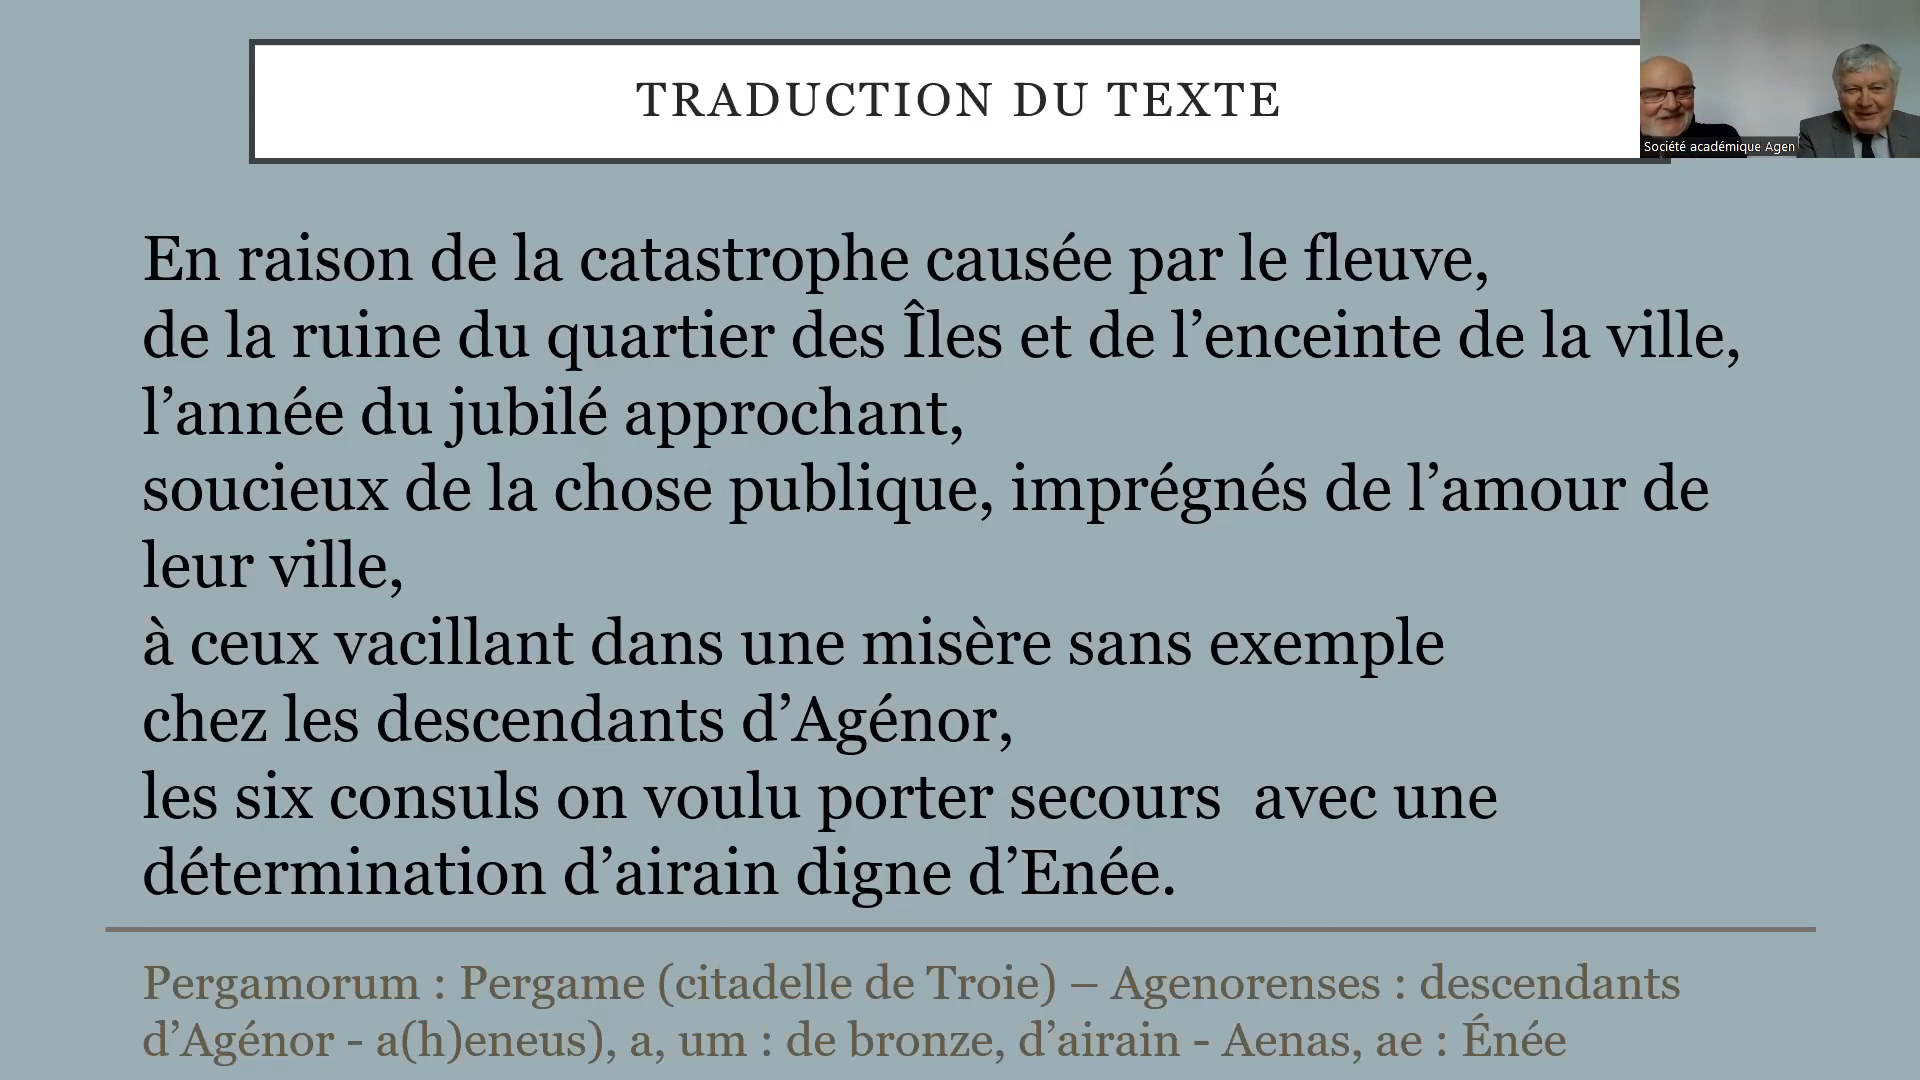 TRADUCTION DU TEXTE
Société académique Agen
En raison de la catastrophe causée par le fleuve,
de la ruine du quartier des Îles et de l’enceinte de la ville,
l’année du jubilé approchant,
soucieux de la chose publique, imprégnés de l’amour de
leur ville,
à ceux vacillant dans une misère sans exemple
chez les descendants d’Agénor,
les six consuls on voulu porter secours  avec une
détermination d’airain digne d’Enée.
Pergamorum : Pergame (citadelle de Troie) – Agenorenses : descendants
d’Agénor - a(h)eneus), a, um : de bronze, d’airain - Aenas, ae : Énée